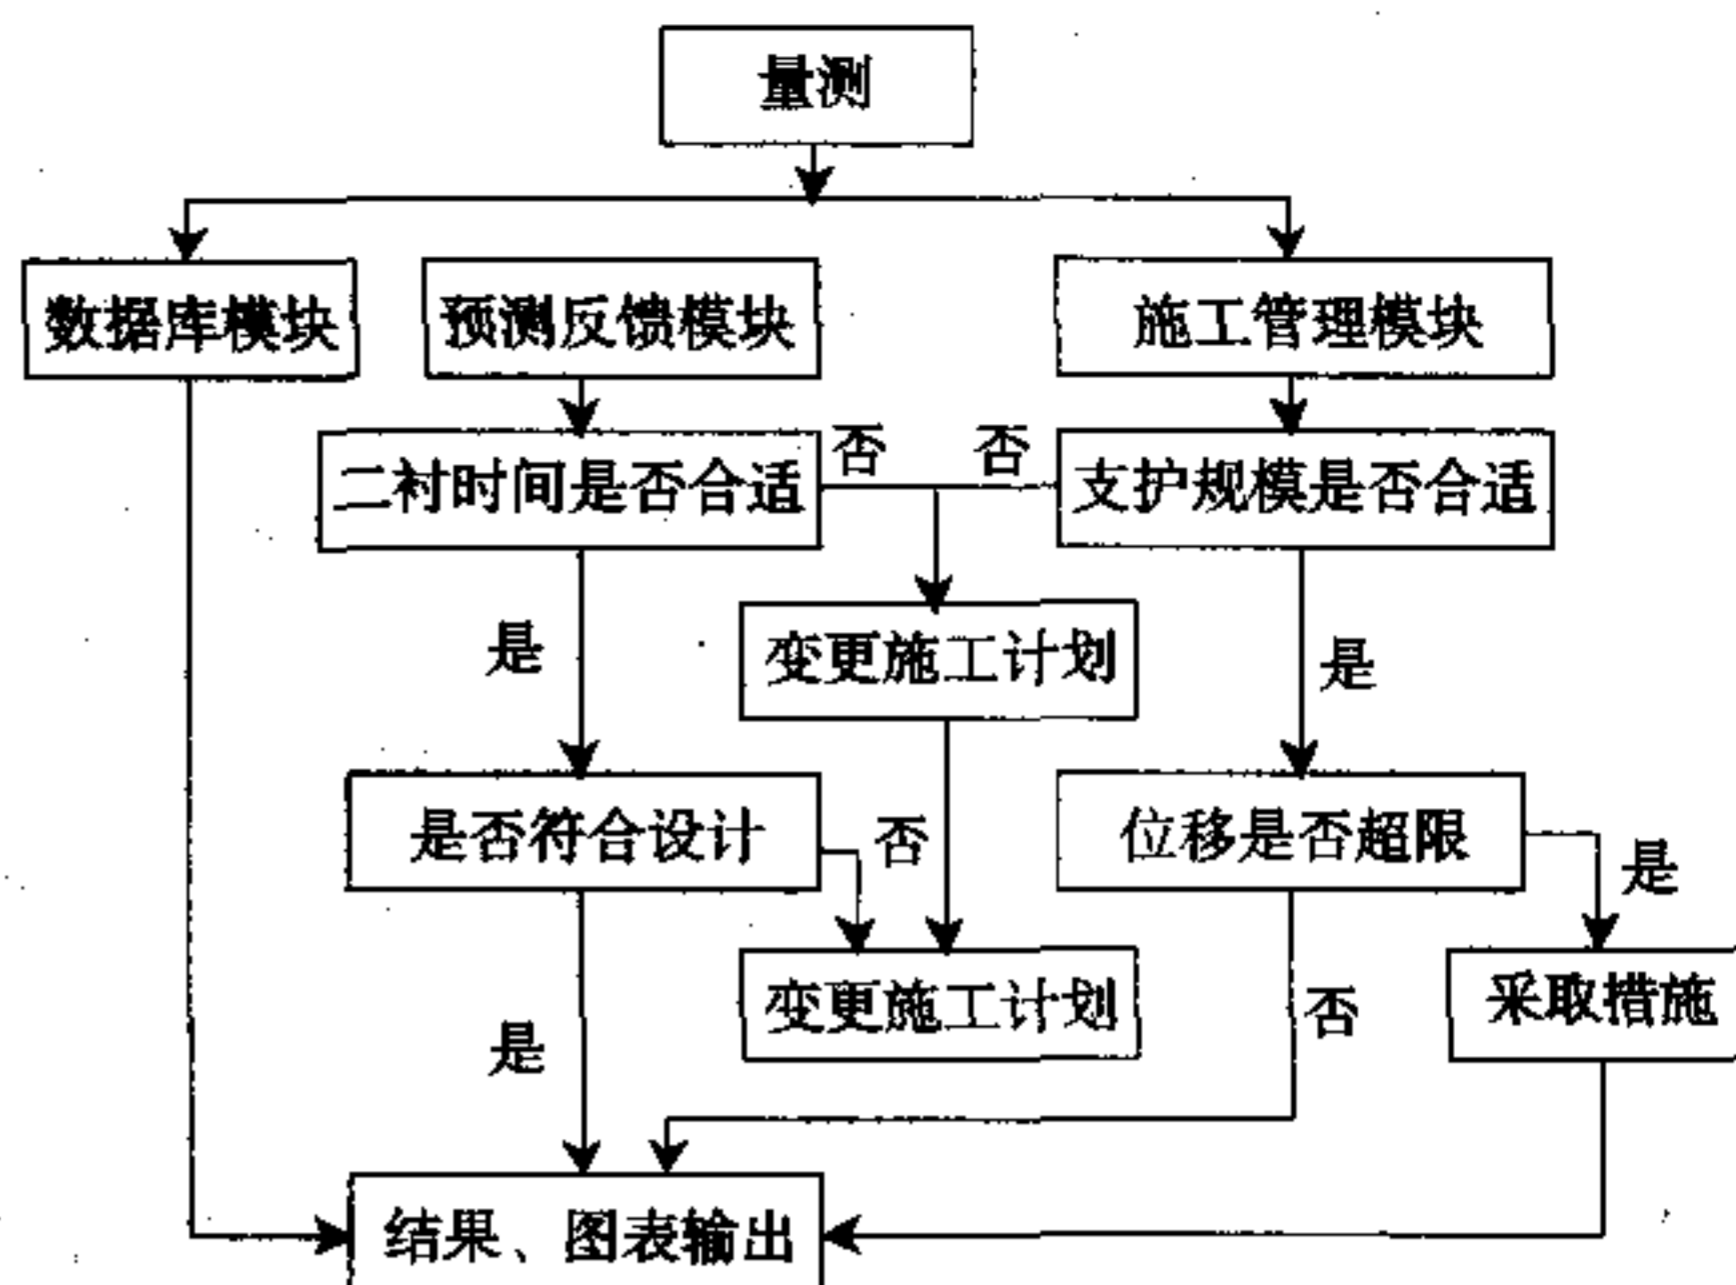 量测
数据库模块
预测反馈模块
施工管理模块
二衬时间是否合适
否
否
支护规模是否合适
是
变更施工计划
是
是否符合设计
否
位移是否超限
是
变更施工计划
否
采取措施
是
结果、图表输出